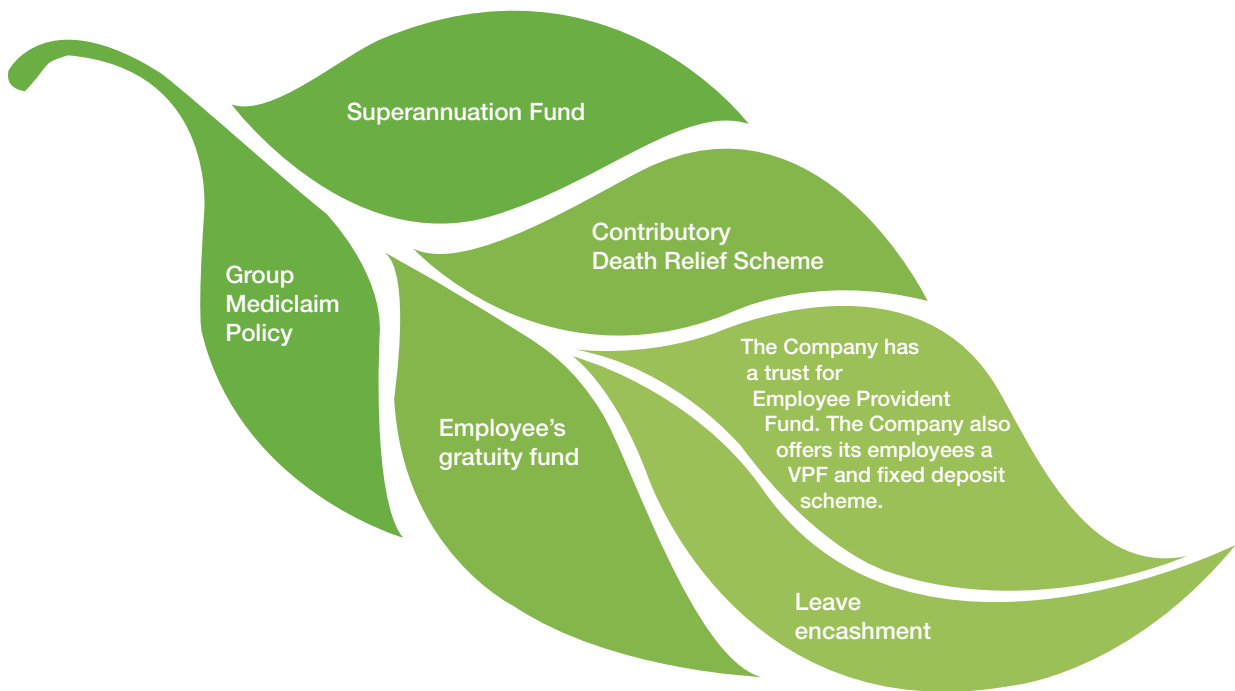 Superannuation Fund
Contributory
Death Relief Scheme
Group
Mediclaim
Policy
The Company has
a trust for
Employee Provident
Fund. The Company also
offers its employees a
VPF and fixed deposit
scheme.
Employee's
gratuity fund
Leave
encashment